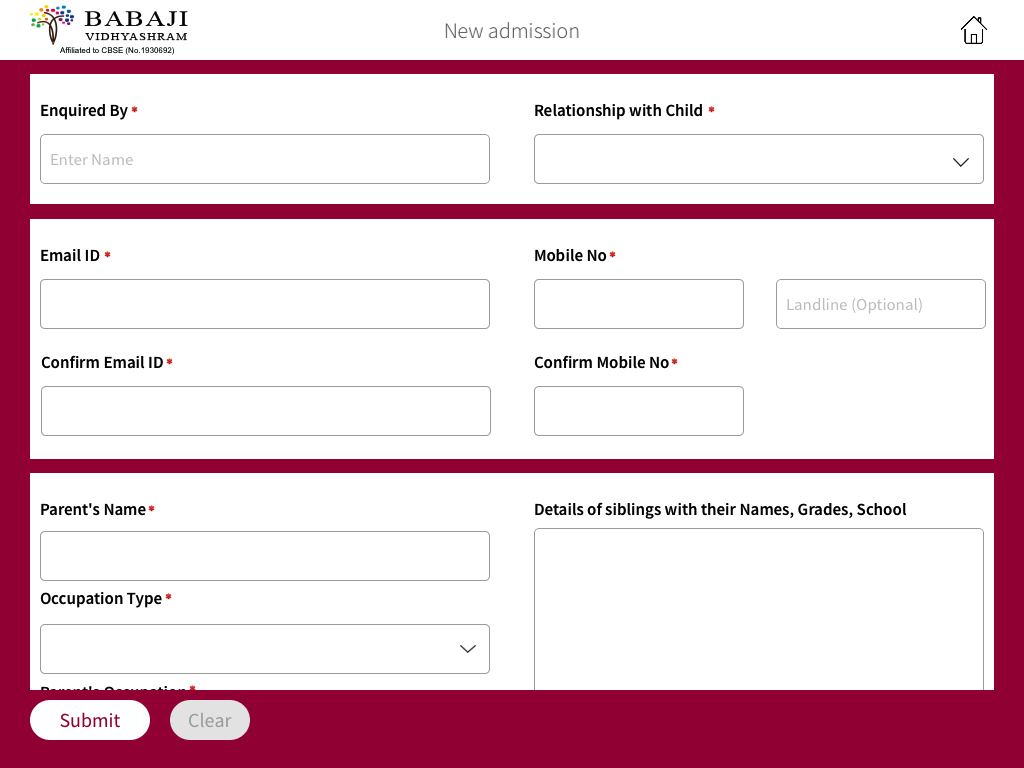 BABAJI
VIDHYASHRAM
Affiliated to CBSE (No.1930692)
New admission
Enquired By *
Relationship with Child *
Enter Name
Email ID *
Mobile No *
Landline (Optional)
Confirm Email ID *
Confirm Mobile No *
Parent's Name *
Details of siblings with their Names, Grades, School
Occupation Type *
Parent's Occupation *
Submit
Clear